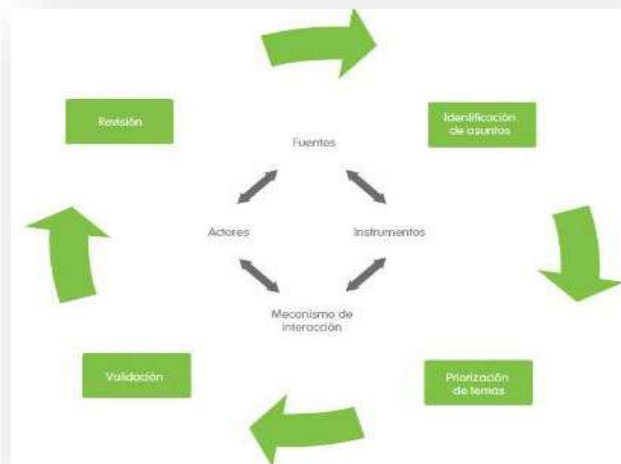 Revisión
Identificación
de asuntos
Fuentes
Actores
Instrumentos
Mecanismo de
interacción
Validación
Priorización
de temas